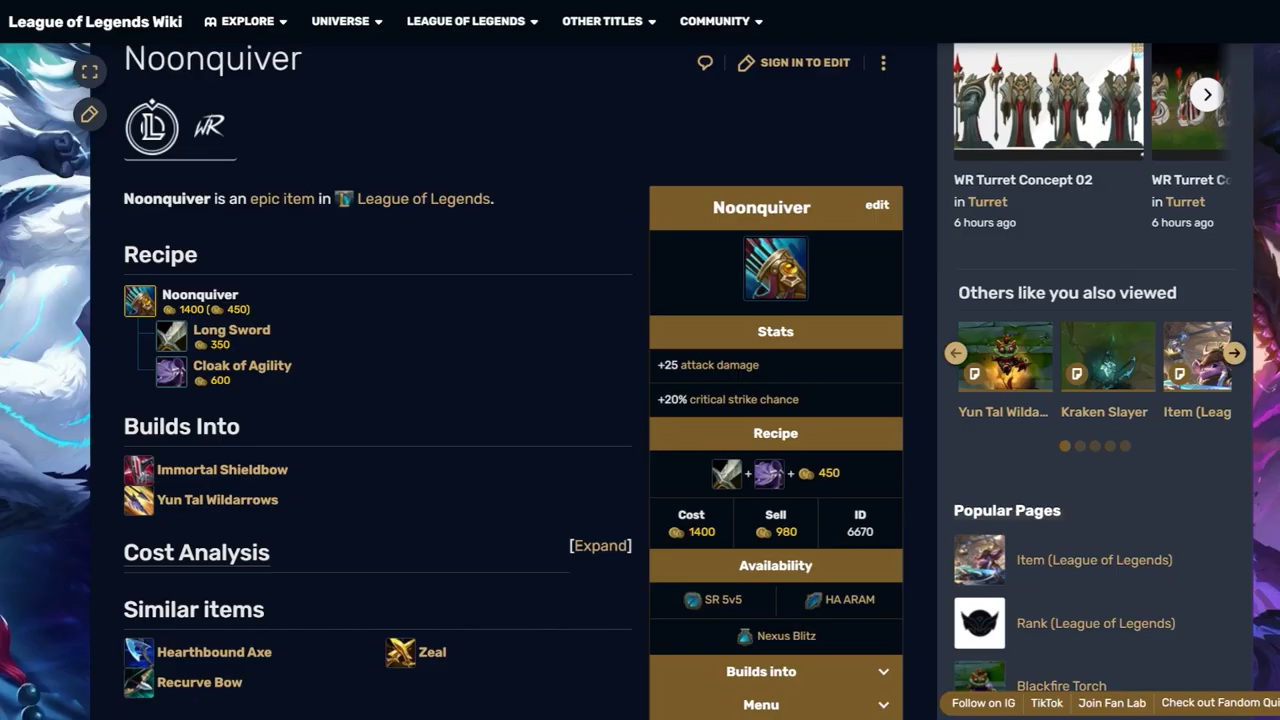 League of Legends Wiki
EXPLORE
UNIVERSE
LEAGUE OF LEGENDS
OTHER TITLES
COMMUNITY
Noonquiver
SIGN IN TO EDIT
WR
Noonquiver is an epic item in League of Legends.
Recipe
Noonquiver
1400 ( 450)
Long Sword
350
Cloak of Agility
600
Builds Into
Immortal Shieldbow
Yun Tal Wildarrows
Cost Analysis
[Expand]
Similar items
Hearthbound Axe
Zeal
Recurve Bow
Noonquiver
edit
Stats
+25 attack damage
+20% critical strike chance
Recipe
+ + 450
Cost
Sell
ID
1400
980
6670
Availability
SR 5v5
HA ARAM
Nexus Blitz
Builds into
Menu
WR Turret Concept 02
in Turret
6 hours ago
WR Turret C
in Turret
6 hours ago
Others like you also viewed
Yun Tal Wilda...
Kraken Slayer
Item (Leag
Popular Pages
Item (League of Legends)
Rank (League of Legends)
Blackfire Torch
Follow on IG
TikTok
Join Fan Lab
Check out Fandom Qui